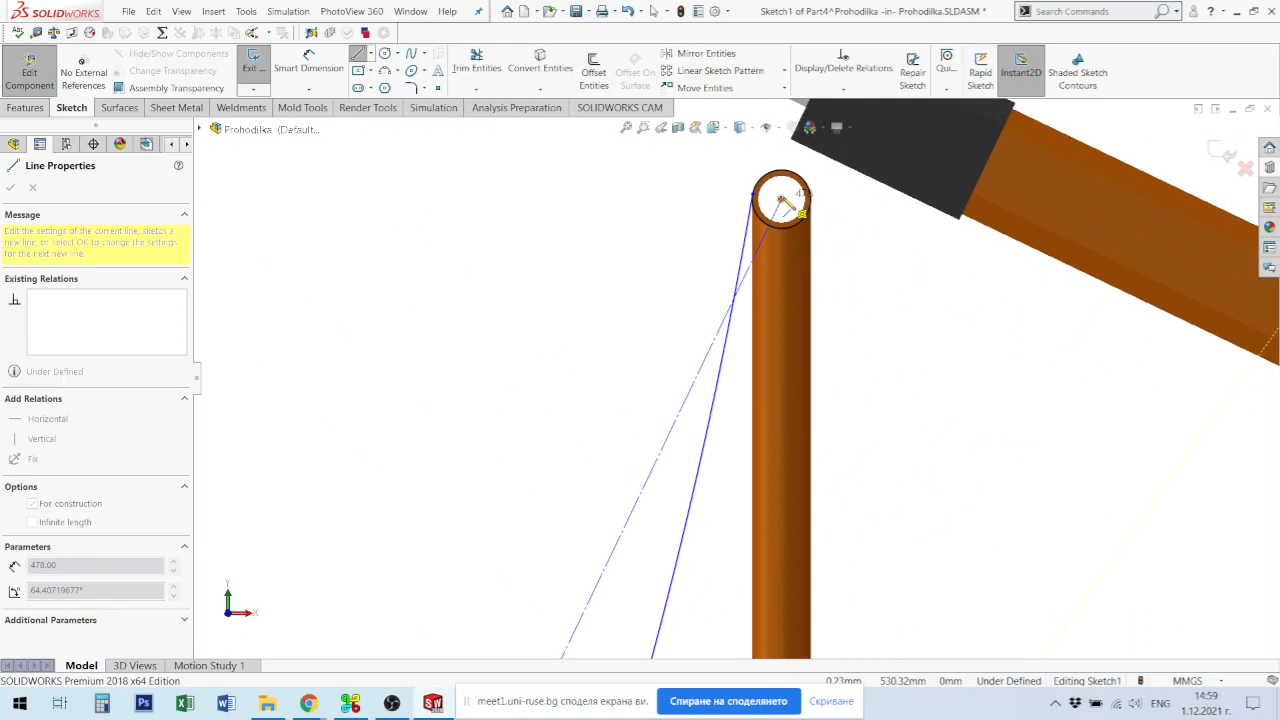 SOLIDWORKS File Edit View Insert Tools Simulation PhotoView 360 Window Help Sketch1 of Part4^Prohodilka -in- Prohodilka.SLDASM * Search Commands
Edit Component
No External References
Hide/Show Components
Change Transparency
Assembly Transparency
Exit ...
Smart Dimension
Trim Entities
Convert Entities
Offset Entities
Offset On Surface
Mirror Entities
Linear Sketch Pattern
Move Entities
Display/Delete Relations
Repair Sketch
Qui...
Rapid Sketch
Instant2D
Shaded Sketch Contours
Features Sketch Surfaces Sheet Metal Weldments Mold Tools Render Tools Simulation Analysis Preparation SOLIDWORKS CAM
Prohodilka (Default...
Line Properties
Message
Edit the settings of the current line, sketch a
new line, or select OK to change the settings
for the next new line.
Existing Relations
Under Defined
Add Relations
Horizontal
Vertical
Fix
Options
For construction
Infinite length
Parameters
478.00
64.40719677°
Additional Parameters
Y
X
Model 3D Views Motion Study 1
SOLIDWORKS Premium 2018 x64 Edition 0.23mm 530.32mm 0mm Under Defined Editing Sketch1 MMGS
meet1.uni-ruse.bg споделя екрана ви. Спиране на споделянето Скриване
ENG
14:59
1.12.2021 г.